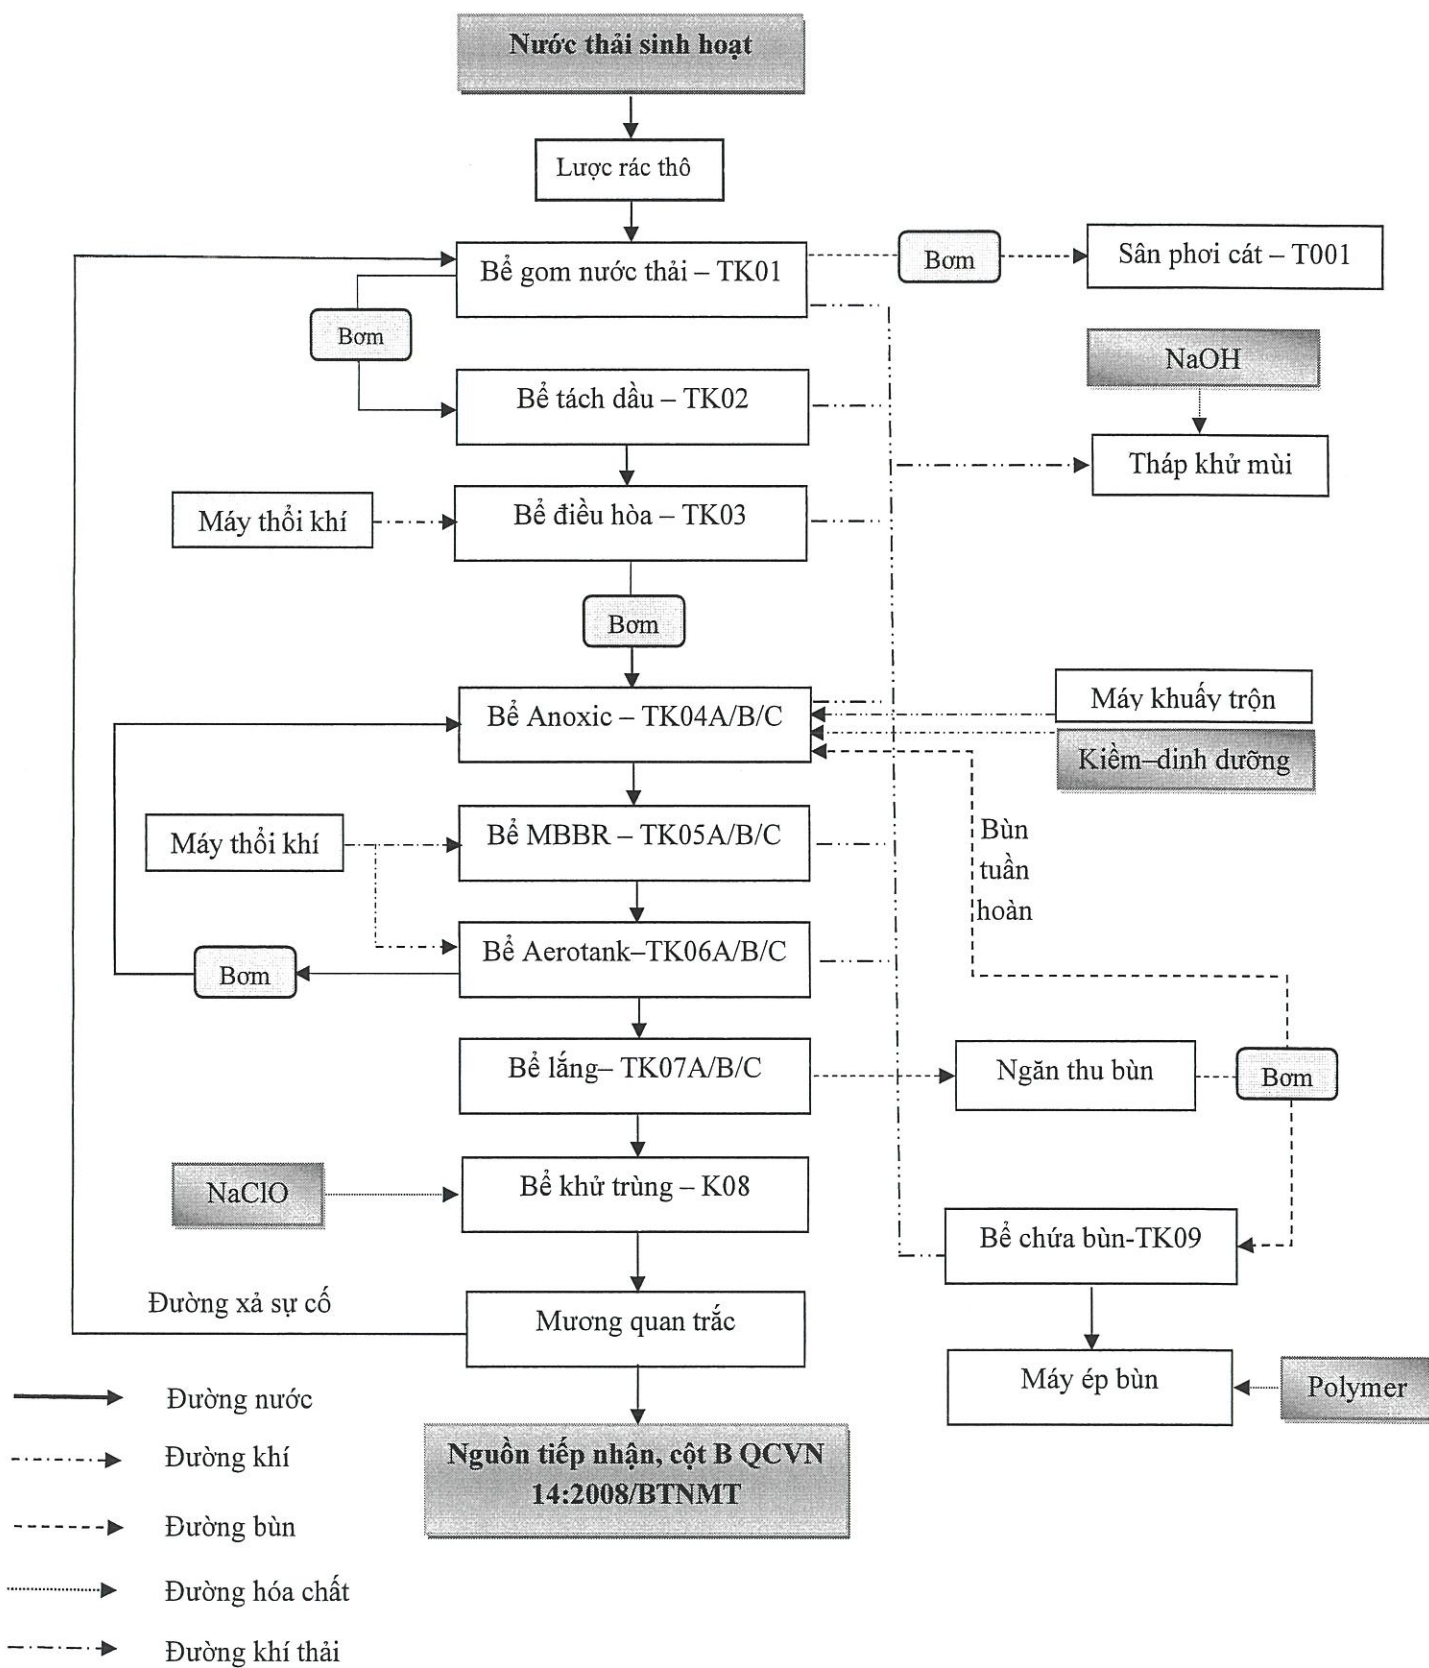 Nước thải sinh hoạt
Lược rác thô
Bể gom nước thải – TK01
Bơm
Sân phơi cát – T001
Bơm
NaOH
Bể tách dầu – TK02
Tháp khử mùi
Máy thổi khí
Bể điều hòa – TK03
Bơm
Bể Anoxic – TK04A/B/C
Máy khuấy trộn
Kiềm–dinh dưỡng
Máy thổi khí
Bể MBBR – TK05A/B/C
Bùn
tuần
hoàn
Bể Aerotank–TK06A/B/C
Bơm
Bể lắng– TK07A/B/C
Ngăn thu bùn
Bơm
NaClO
Bể khử trùng – K08
Bể chứa bùn-TK09
Đường xả sự cố
Mương quan trắc
Máy ép bùn
Polymer
Đường nước
Nguồn tiếp nhận, cột B QCVN
14:2008/BTNMT
Đường khí
Đường bùn
Đường hóa chất
Đường khí thải